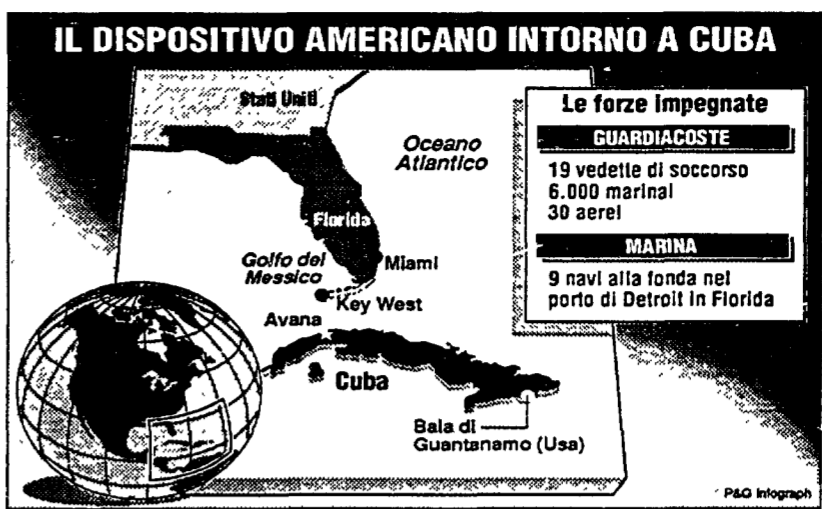 IL DISPOSITIVO AMERICANO INTORNO A CUBA
Stati Uniti
Oceano
Atlantico
Florida
Golfo del
Messico
Miami
Key West
Avana
Cuba
Baia di
Guantanamo (Usa)
Le forze impegnate
GUARDIACOSTE
19 vedette di soccorso
6.000 marinai
30 aerei
MARINA
9 navi alla fonda nel
porto di Detroit in Florida
P&G Infograph